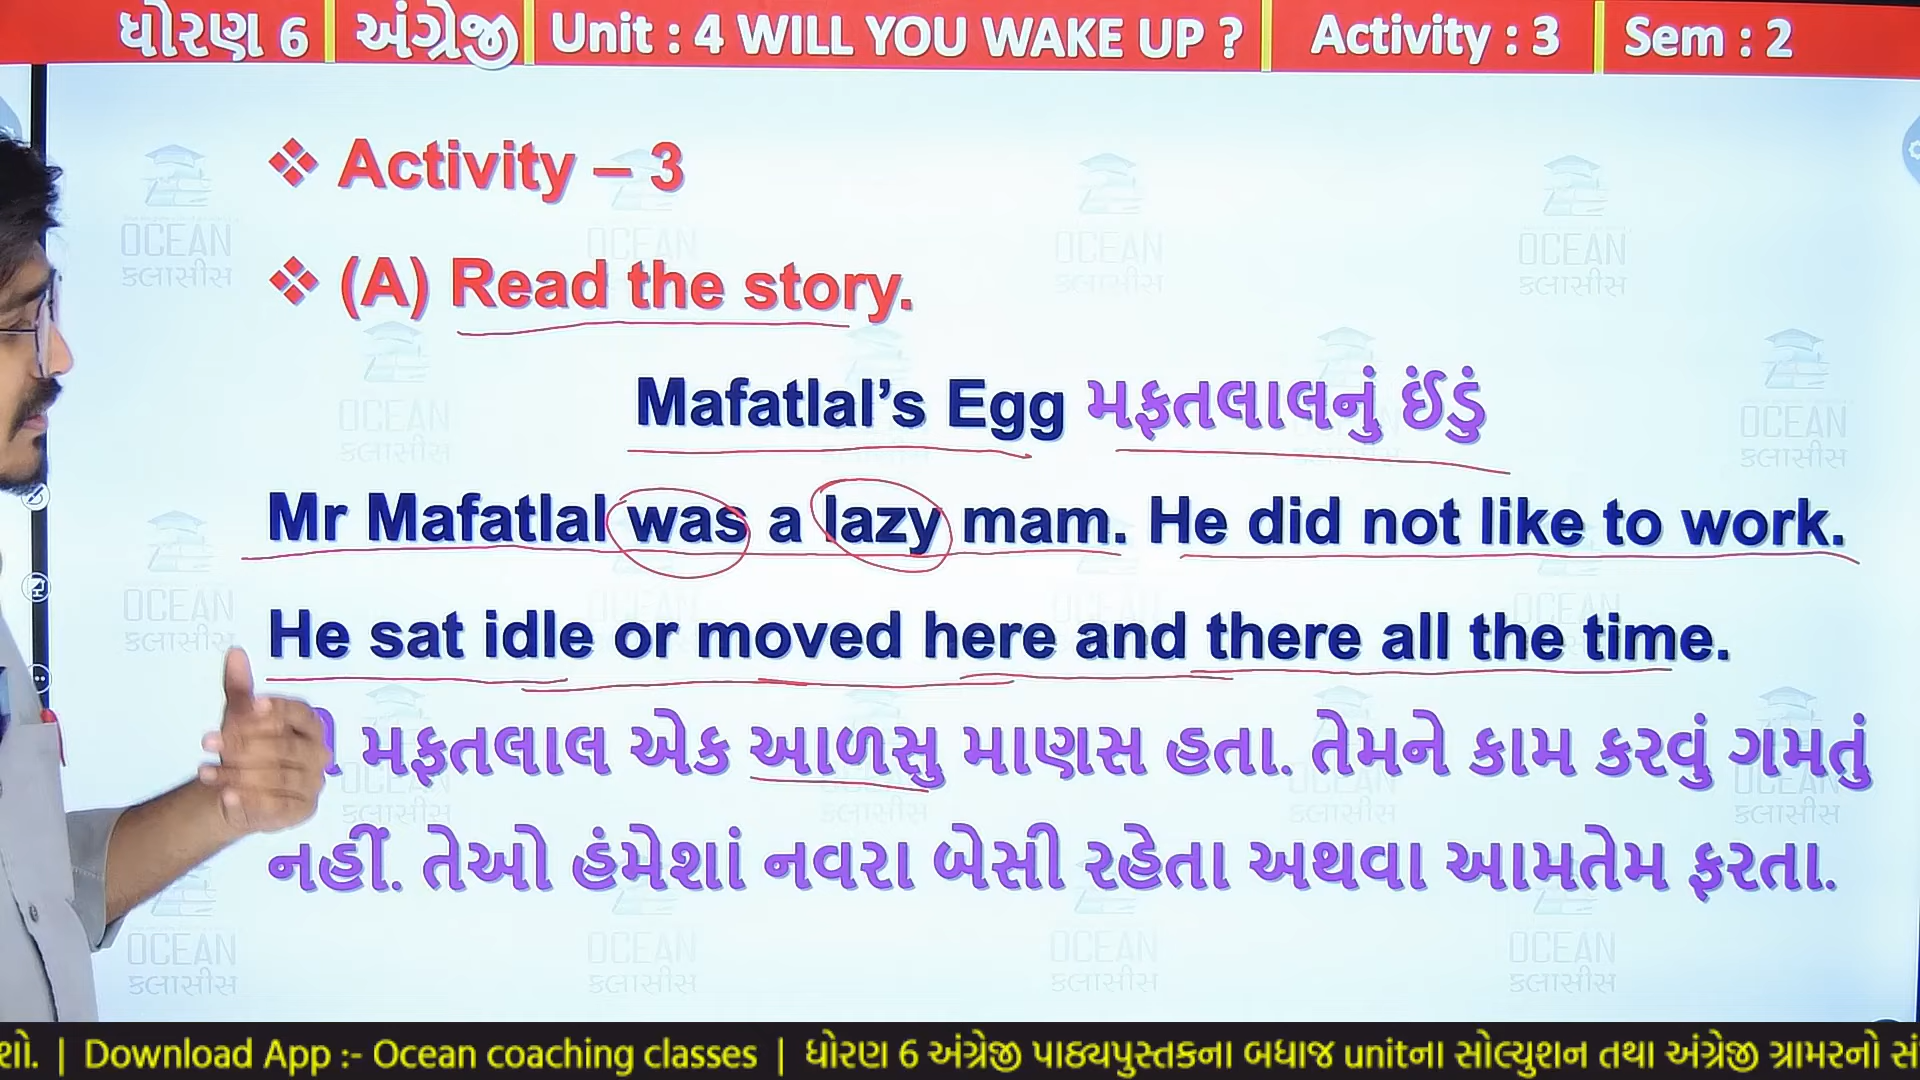 ધોરણ 6 | અંગ્રેજી | Unit : 4 WILL YOU WAKE UP ? | Activity : 3 | Sem : 2
❖ Activity – 3
❖ (A) Read the story.
Mafatlal’s Egg મફતલાલનું ઈંડું
Mr Mafatlal was a lazy mam. He did not like to work.
He sat idle or moved here and there all the time.
મફતલાલ એક આળસુ માણસ હતા. તેમને કામ કરવું ગમતું
નહીં. તેઓ હંમેશાં નવરા બેસી રહેતા અથવા આમતેમ ફરતા.
OCEAN
ક્લાસીસ
| Download App :- Ocean coaching classes | ધોરણ 6 અંગ્રેજી પાઠ્યપુસ્તકના બધાજ unitના સોલ્યુશન તથા અંગ્રેજી ગ્રામરનો